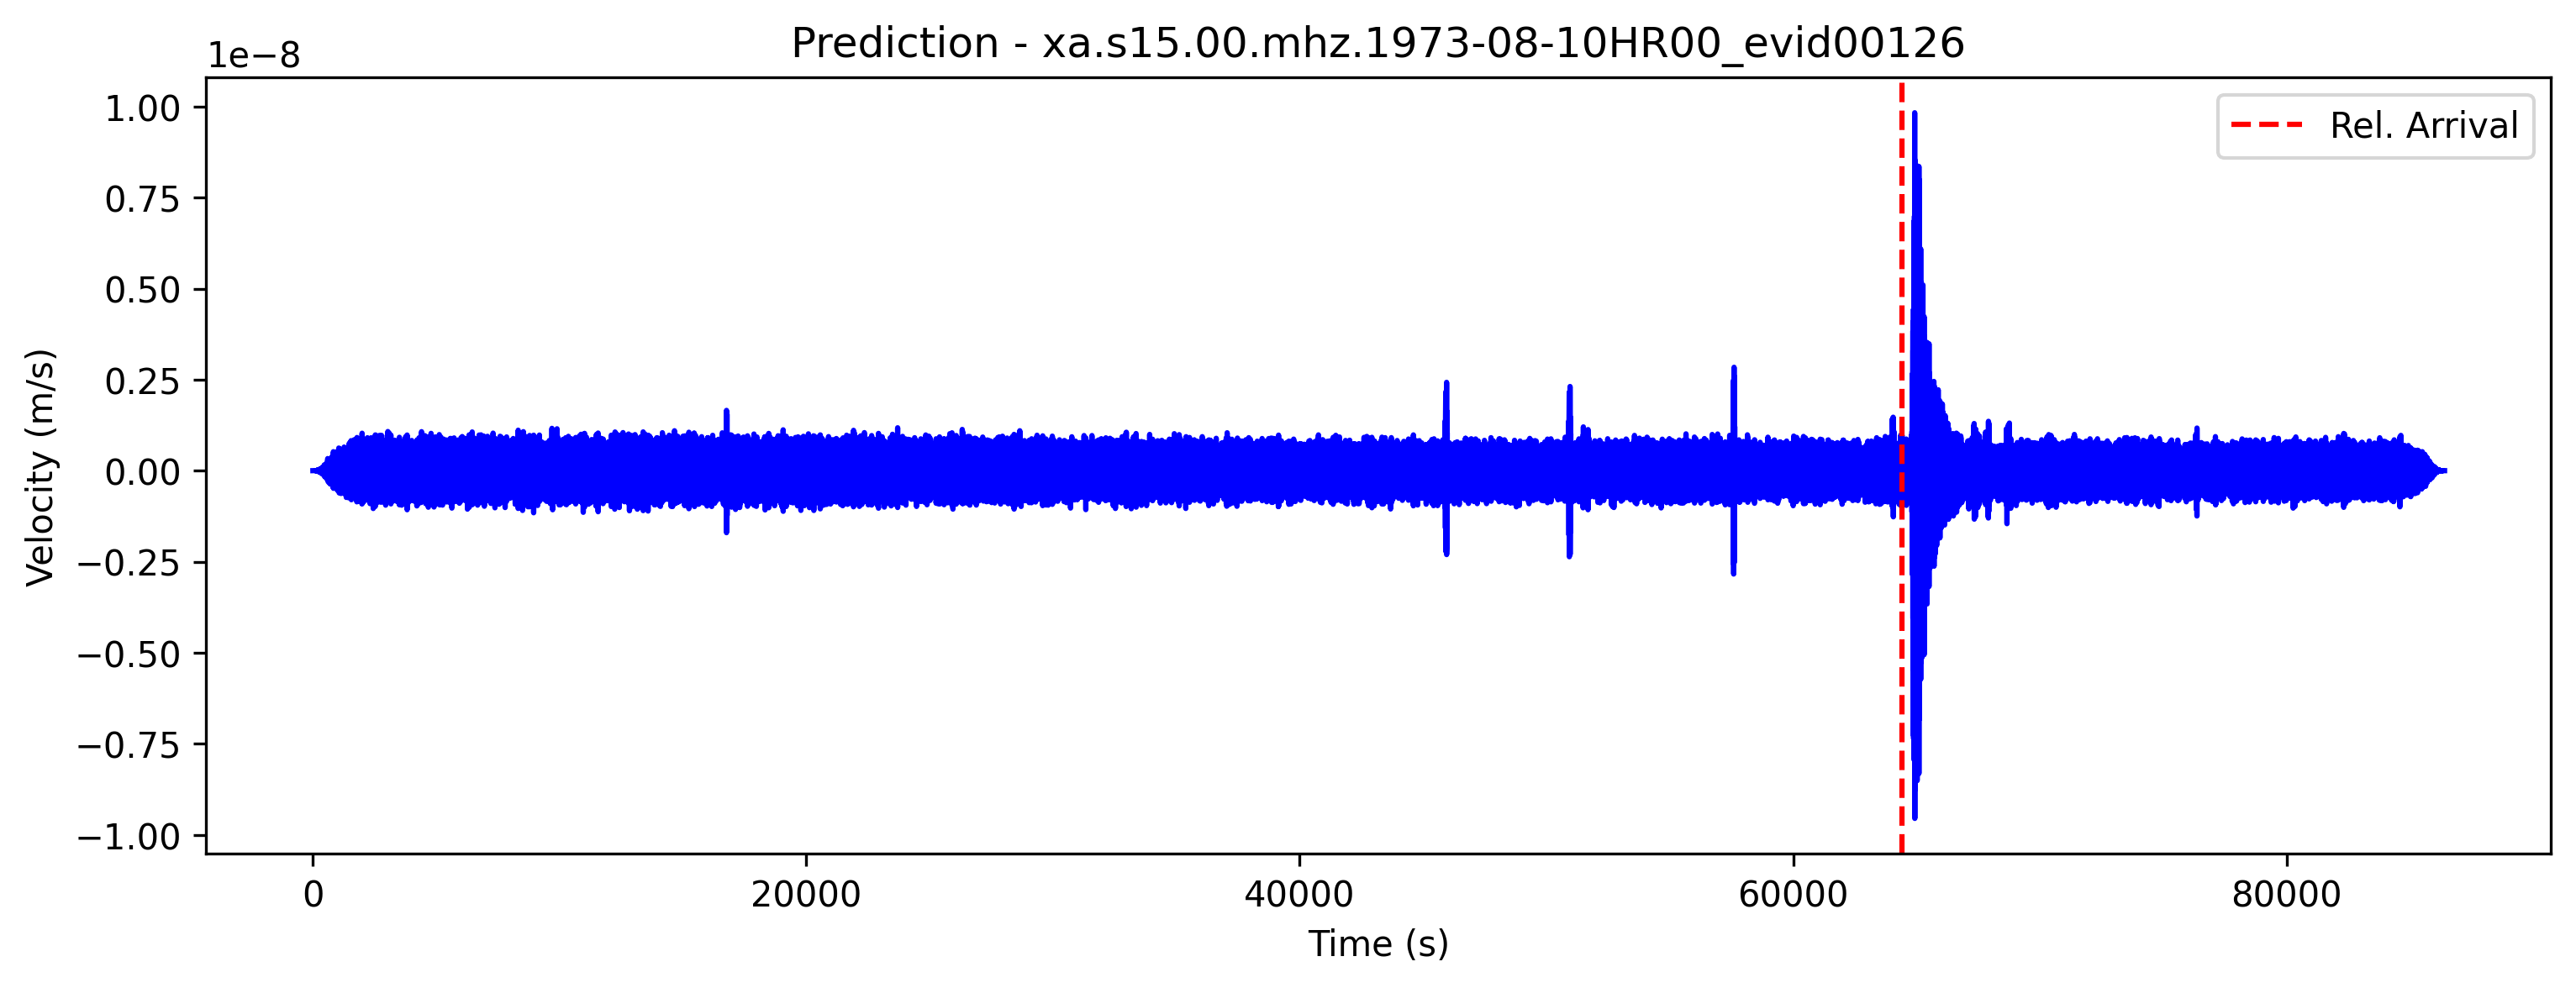 Prediction - xa.s15.00.mhz.1973-08-10HR00_evid00126
1e−8
Rel. Arrival
1.00
0.75
0.50
0.25
0.00
−0.25
−0.50
−0.75
−1.00
Velocity (m/s)
0 20000 40000 60000 80000
Time (s)